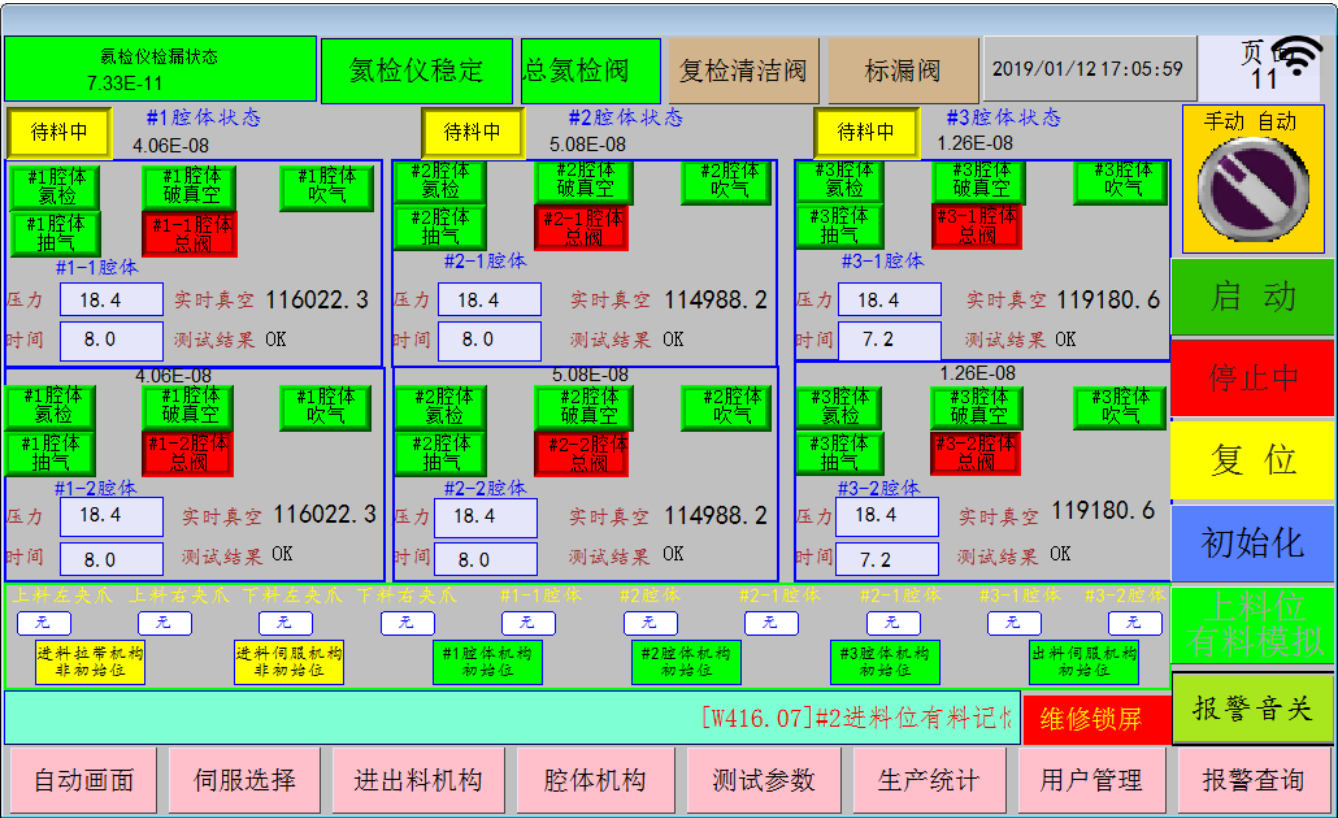 氦检仪检漏状态
7.33E-11
氦检仪稳定
总氦检阀
复检清洁阀
标漏阀
2019/01/12 17:05:59
页面
11
待料中
#1腔体状态
4.06E-08
待料中
#2腔体状态
5.08E-08
待料中
#3腔体状态
1.26E-08
手动 自动
#1腔体
氦检
#1腔体
破真空
#1腔体
吹气
#1腔体
抽气
#1-1腔体
总阀
#1-1腔体
压力 18.4 实时真空 116022.3
时间 8.0 测试结果 OK
#2腔体
氦检
#2腔体
破真空
#2腔体
吹气
#2腔体
抽气
#2-1腔体
总阀
#2-1腔体
压力 18.4 实时真空 114988.2
时间 8.0 测试结果 OK
#3腔体
氦检
#3腔体
破真空
#3腔体
吹气
#3腔体
抽气
#3-1腔体
总阀
#3-1腔体
压力 18.4 实时真空 119180.6
时间 7.2 测试结果 OK
4.06E-08
#1腔体
氦检
#1腔体
破真空
#1腔体
吹气
#1腔体
抽气
#1-2腔体
总阀
#1-2腔体
压力 18.4 实时真空 116022.3
时间 8.0 测试结果 OK
5.08E-08
#2腔体
氦检
#2腔体
破真空
#2腔体
吹气
#2腔体
抽气
#2-2腔体
总阀
#2-2腔体
压力 18.4 实时真空 114988.2
时间 8.0 测试结果 OK
1.26E-08
#3腔体
氦检
#3腔体
破真空
#3腔体
吹气
#3腔体
抽气
#3-2腔体
总阀
#3-2腔体
压力 18.4 实时真空 119180.6
时间 7.2 测试结果 OK
启 动
停止中
复 位
初始化
上料位
有料模拟
报警音关
上料左夹爪 上料右夹爪 下料左夹爪 下料右夹爪 #1-1腔体 #2腔体 #2-1腔体 #2-1腔体 #3-1腔体 #3-2腔体
无 无 无 无 无 无 无 无 无 无
进料拉带机构
非初始位
进料伺服机构
非初始位
#1腔体机构
初始位
#2腔体机构
初始位
#3腔体机构
初始位
出料伺服机构
初始位
[W416.07]#2进料位有料记忆
维修锁屏
自动画面 伺服选择 进出料机构 腔体机构 测试参数 生产统计 用户管理 报警查询